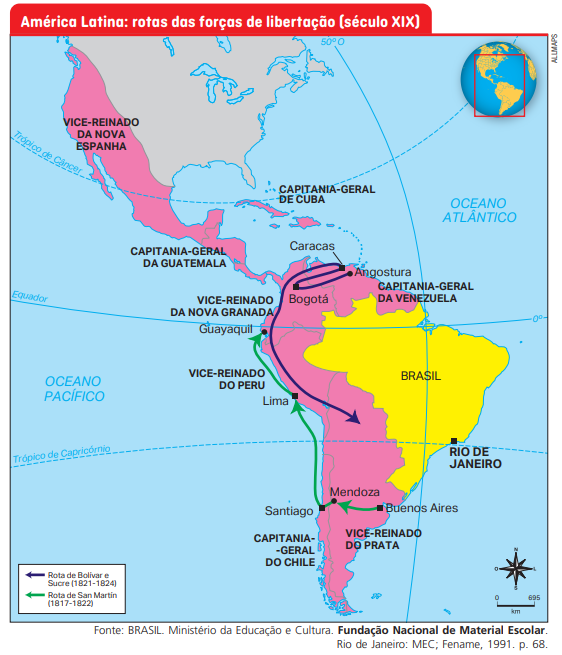 América Latina: rotas das forças de libertação (século XIX)
ALLMAPS
50º O
VICE-REINADO
DA NOVA
ESPANHA
Trópico de Câncer
CAPITANIA-GERAL
DE CUBA
OCEANO
ATLÂNTICO
Caracas
CAPITANIA-GERAL
DA GUATEMALA
Angostura
CAPITANIA-GERAL
DA VENEZUELA
Bogotá
Equador
VICE-REINADO
DA NOVA GRANADA
0º
Guayaquil
VICE-REINADO
DO PERU
BRASIL
OCEANO
PACÍFICO
Lima
RIO DE
JANEIRO
Trópico de Capricórnio
Mendoza
Santiago
Buenos Aires
CAPITANIA-
-GERAL
DO CHILE
VICE-REINADO
DO PRATA
N
O
L
S
Rota de Bolívar e
Sucre (1821-1824)
Rota de San Martín
(1817-1822)
0 695
km
Fonte: BRASIL. Ministério da Educação e Cultura. Fundação Nacional de Material Escolar.
Rio de Janeiro: MEC; Fename, 1991. p. 68.